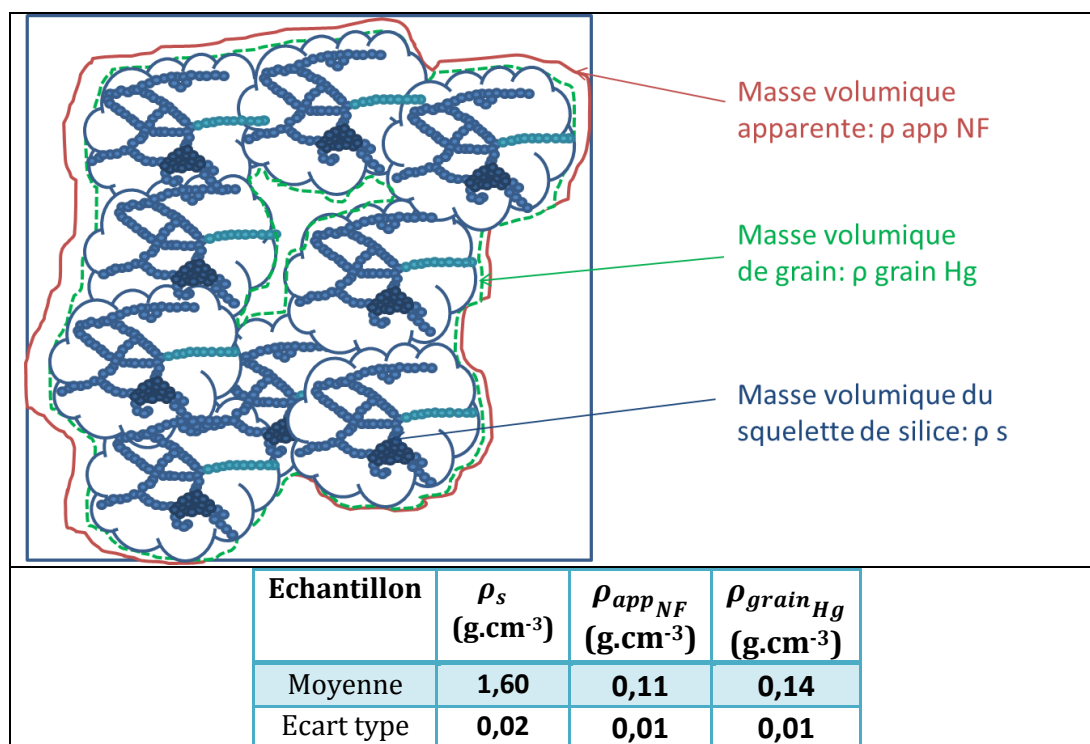 Masse volumique
apparente: ρ app NF
Masse volumique
de grain: ρ grain Hg
Masse volumique du
squelette de silice: ρ s
Echantillon ρs (g.cm-3) ρappNF (g.cm-3) ρgrainHg (g.cm-3)
Moyenne 1,60 0,11 0,14
Ecart type 0,02 0,01 0,01